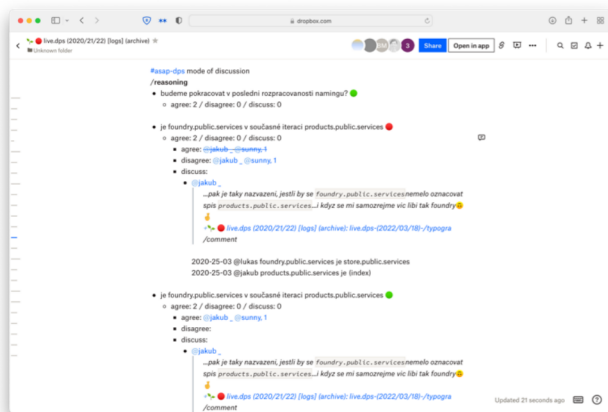 dropbox.com
live.dps (2020/21/22) [logs] (archive)
Unknown folder
BM
3
Share
Open in app
#asap-dps mode of discussion
/reasoning
budeme pokracovat v posledni rozpracovanosti namingu?
agree: 2 / disagree: 0 / discuss: 0
je foundry.public.services v současné iteraci products.public.services
agree: 2 / disagree: 0 / discuss: 0
agree: @jakub _ @sunny, 1
disagree: @jakub _ @sunny, 1
discuss:
@jakub _
...pak je taky nazvazeni, jestli by se foundry.public.services nemelo oznacovat
spis products.public.services...i kdyz se mi samozrejme vic libi tak foundry
live.dps (2020/21/22) [logs] (archive): live.dps-(2022/03/18)-/typogra
/comment
2020-25-03 @lukas foundry.public.services je store.public.services
2020-25-03 @jakub products.public.services je (index)
je foundry.public.services v současné iteraci products.public.services
agree: 2 / disagree: 0 / discuss: 0
agree: @jakub _ @sunny, 1
disagree:
discuss:
@jakub _
...pak je taky nazvazeni, jestli by se foundry.public.services nemelo oznacovat
spis products.public.services...i kdyz se mi samozrejme vic libi tak foundry
live.dps (2020/21/22) [logs] (archive): live.dps-(2022/03/18)-/typogra
/comment
Updated 21 seconds ago